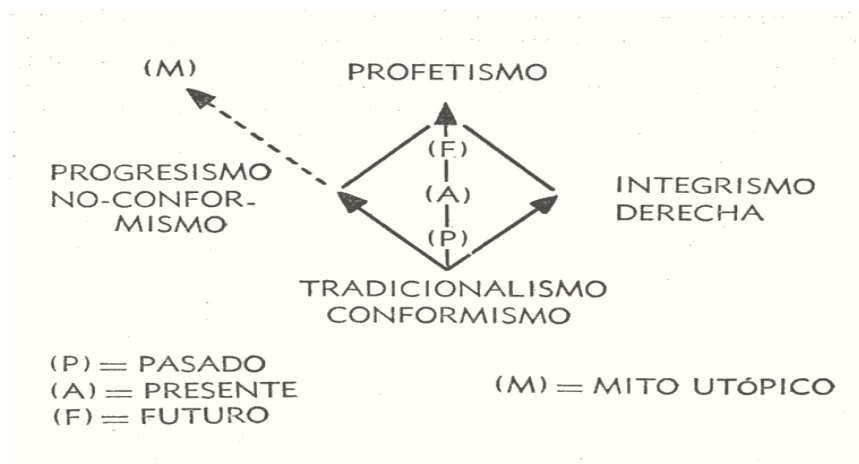 (M)
PROFETISMO
(F)
PROGRESISMO
NO-CONFOR-
MISMO
(A)
INTEGRISMO
DERECHA
(P)
TRADICIONALISMO
CONFORMISMO
(P) = PASADO
(A) = PRESENTE
(F) = FUTURO
(M) = MITO UTÓPICO